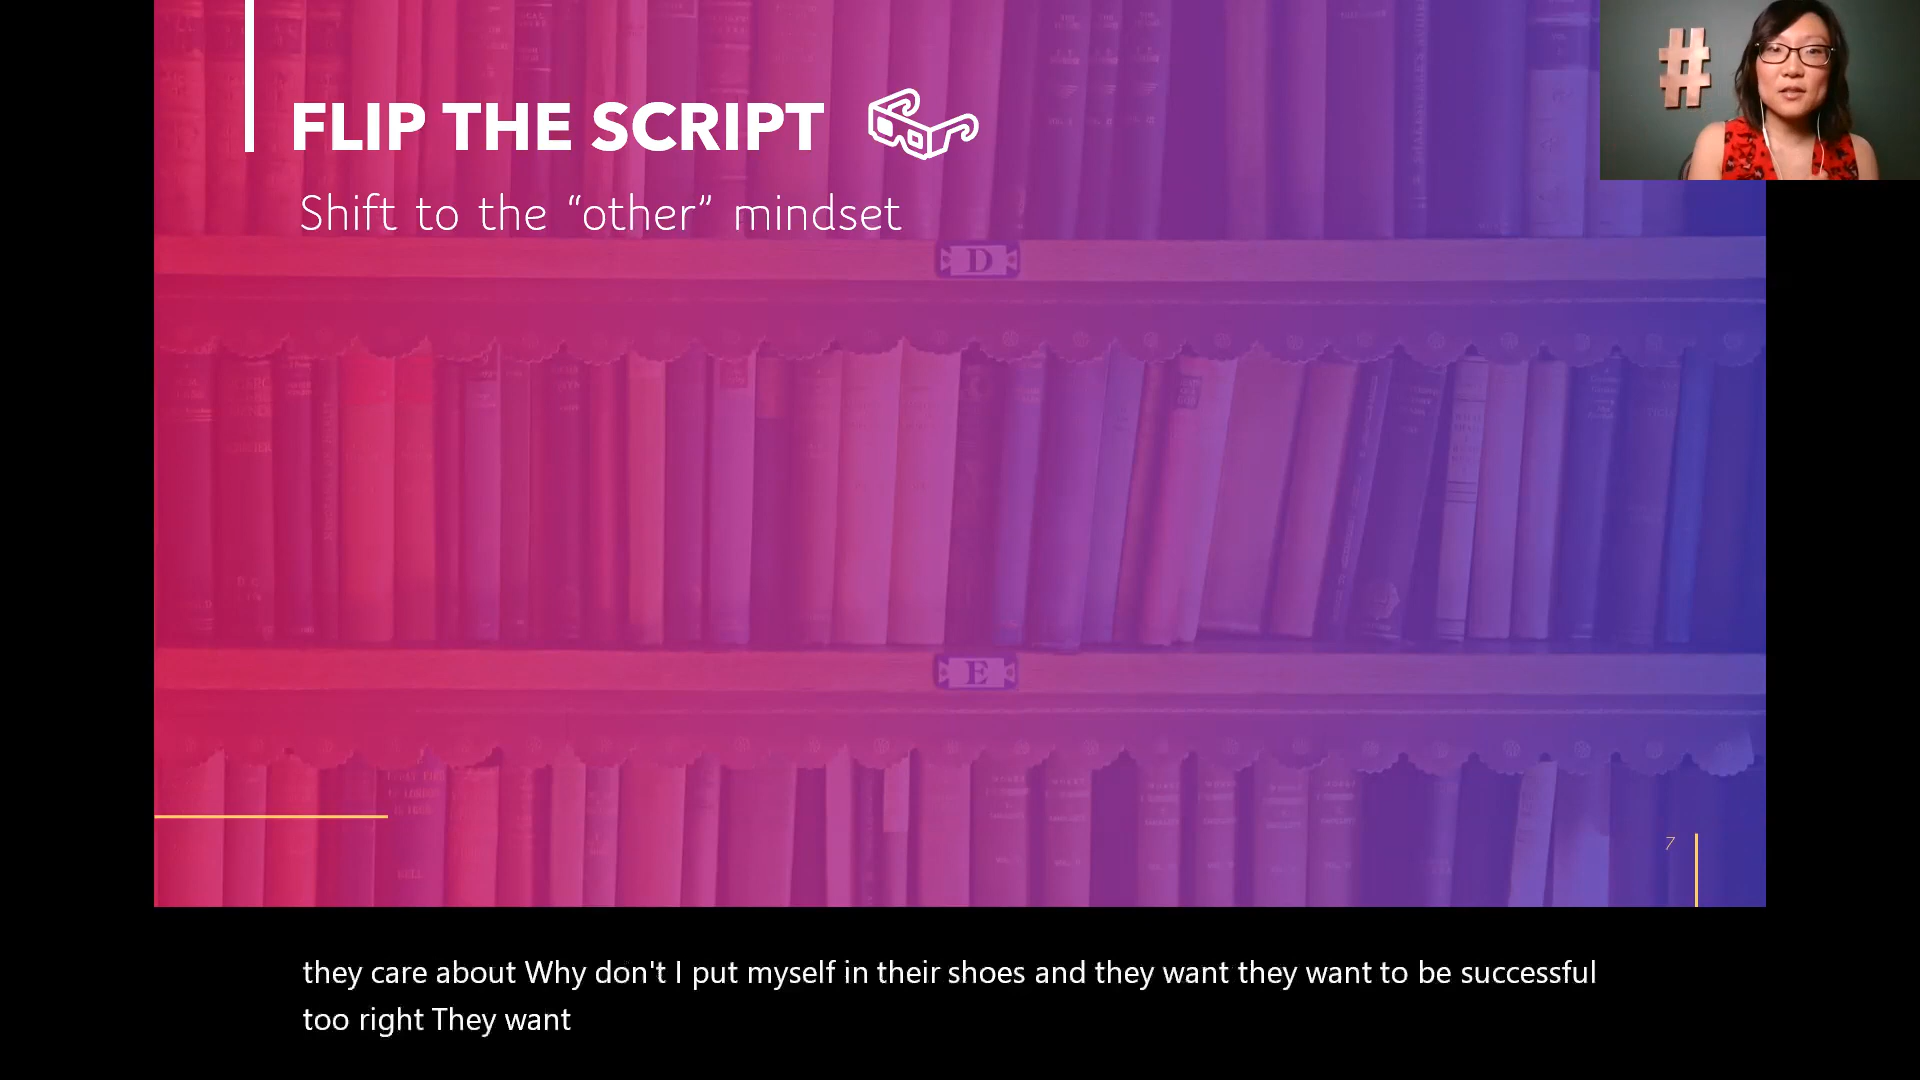 FLIP THE SCRIPT
#
Shift to the “other” mindset
D
E
7
they care about Why don't I put myself in their shoes and they want they want to be successful
too right They want